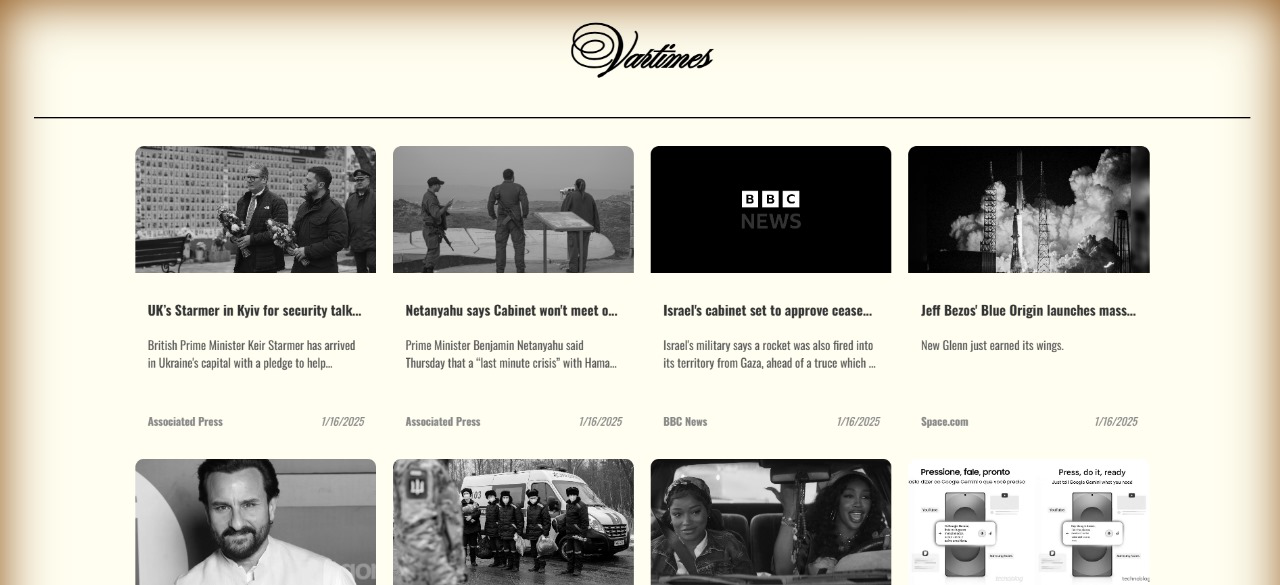 Vartimes
BBC
NEWS
UK's Starmer in Kyiv for security talk...
Netanyahu says Cabinet won't meet o...
Israel's cabinet set to approve cease...
Jeff Bezos' Blue Origin launches mass...
British Prime Minister Keir Starmer has arrived
in Ukraine's capital with a pledge to help...
Prime Minister Benjamin Netanyahu said
Thursday that a “last minute crisis” with Hama...
Israel's military says a rocket was also fired into
its territory from Gaza, ahead of a truce which ...
New Glenn just earned its wings.
Associated Press
1/16/2025
Associated Press
1/16/2025
BBC News
1/16/2025
Space.com
1/16/2025
Pressione, fale, pronto
Press, do it, ready
YouTube
YouTube